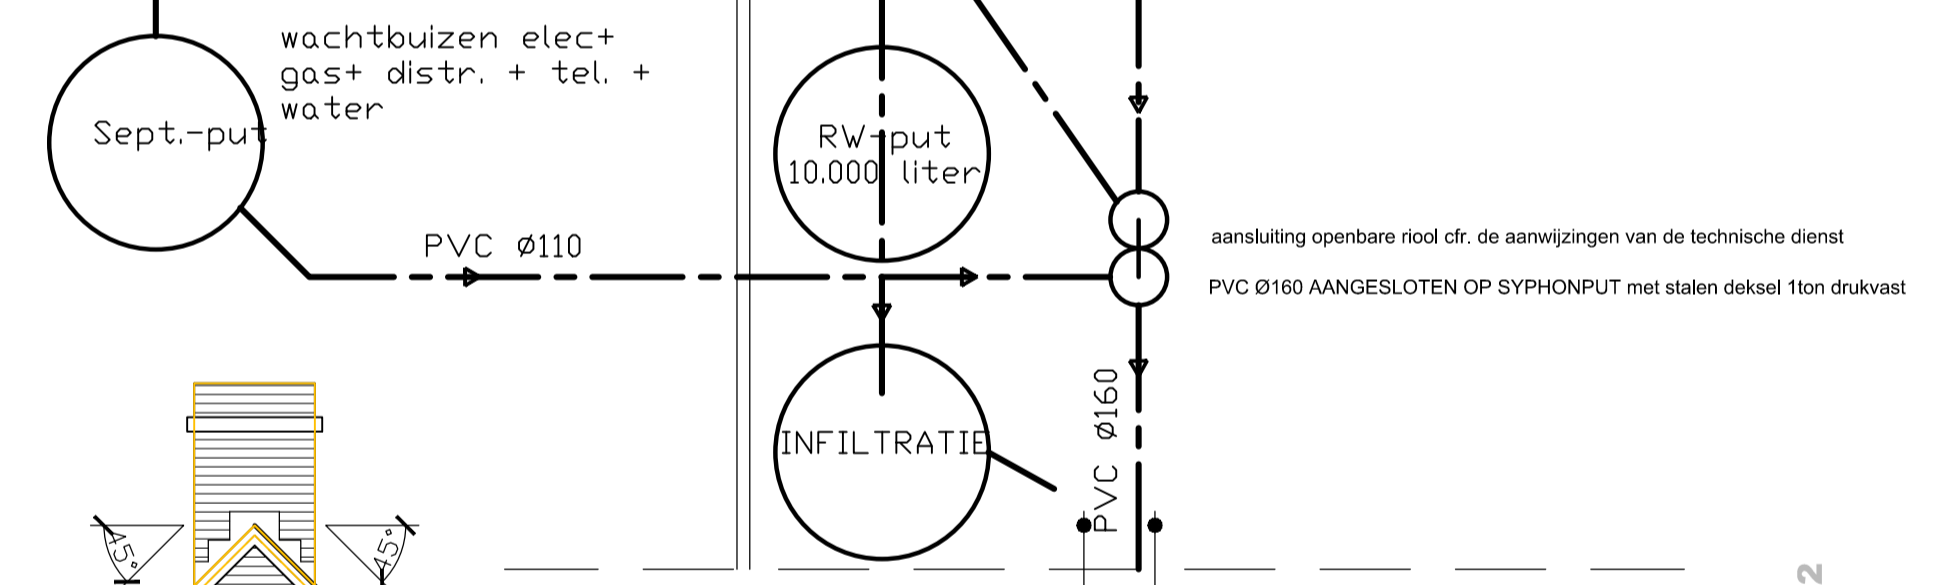 wachtbuizen elec+
gas+ distr. + tel. +
water
Sept.-put
RW-put
10.000 liter
PVC Ø110
aansluiting openbare riool cfr. de aanwijzingen van de technische dienst
PVC Ø160 AANGESLOTEN OP SYPHONPUT met stalen deksel 1ton drukvast
INFILTRATIE
PVC Ø160
45°
45°
2